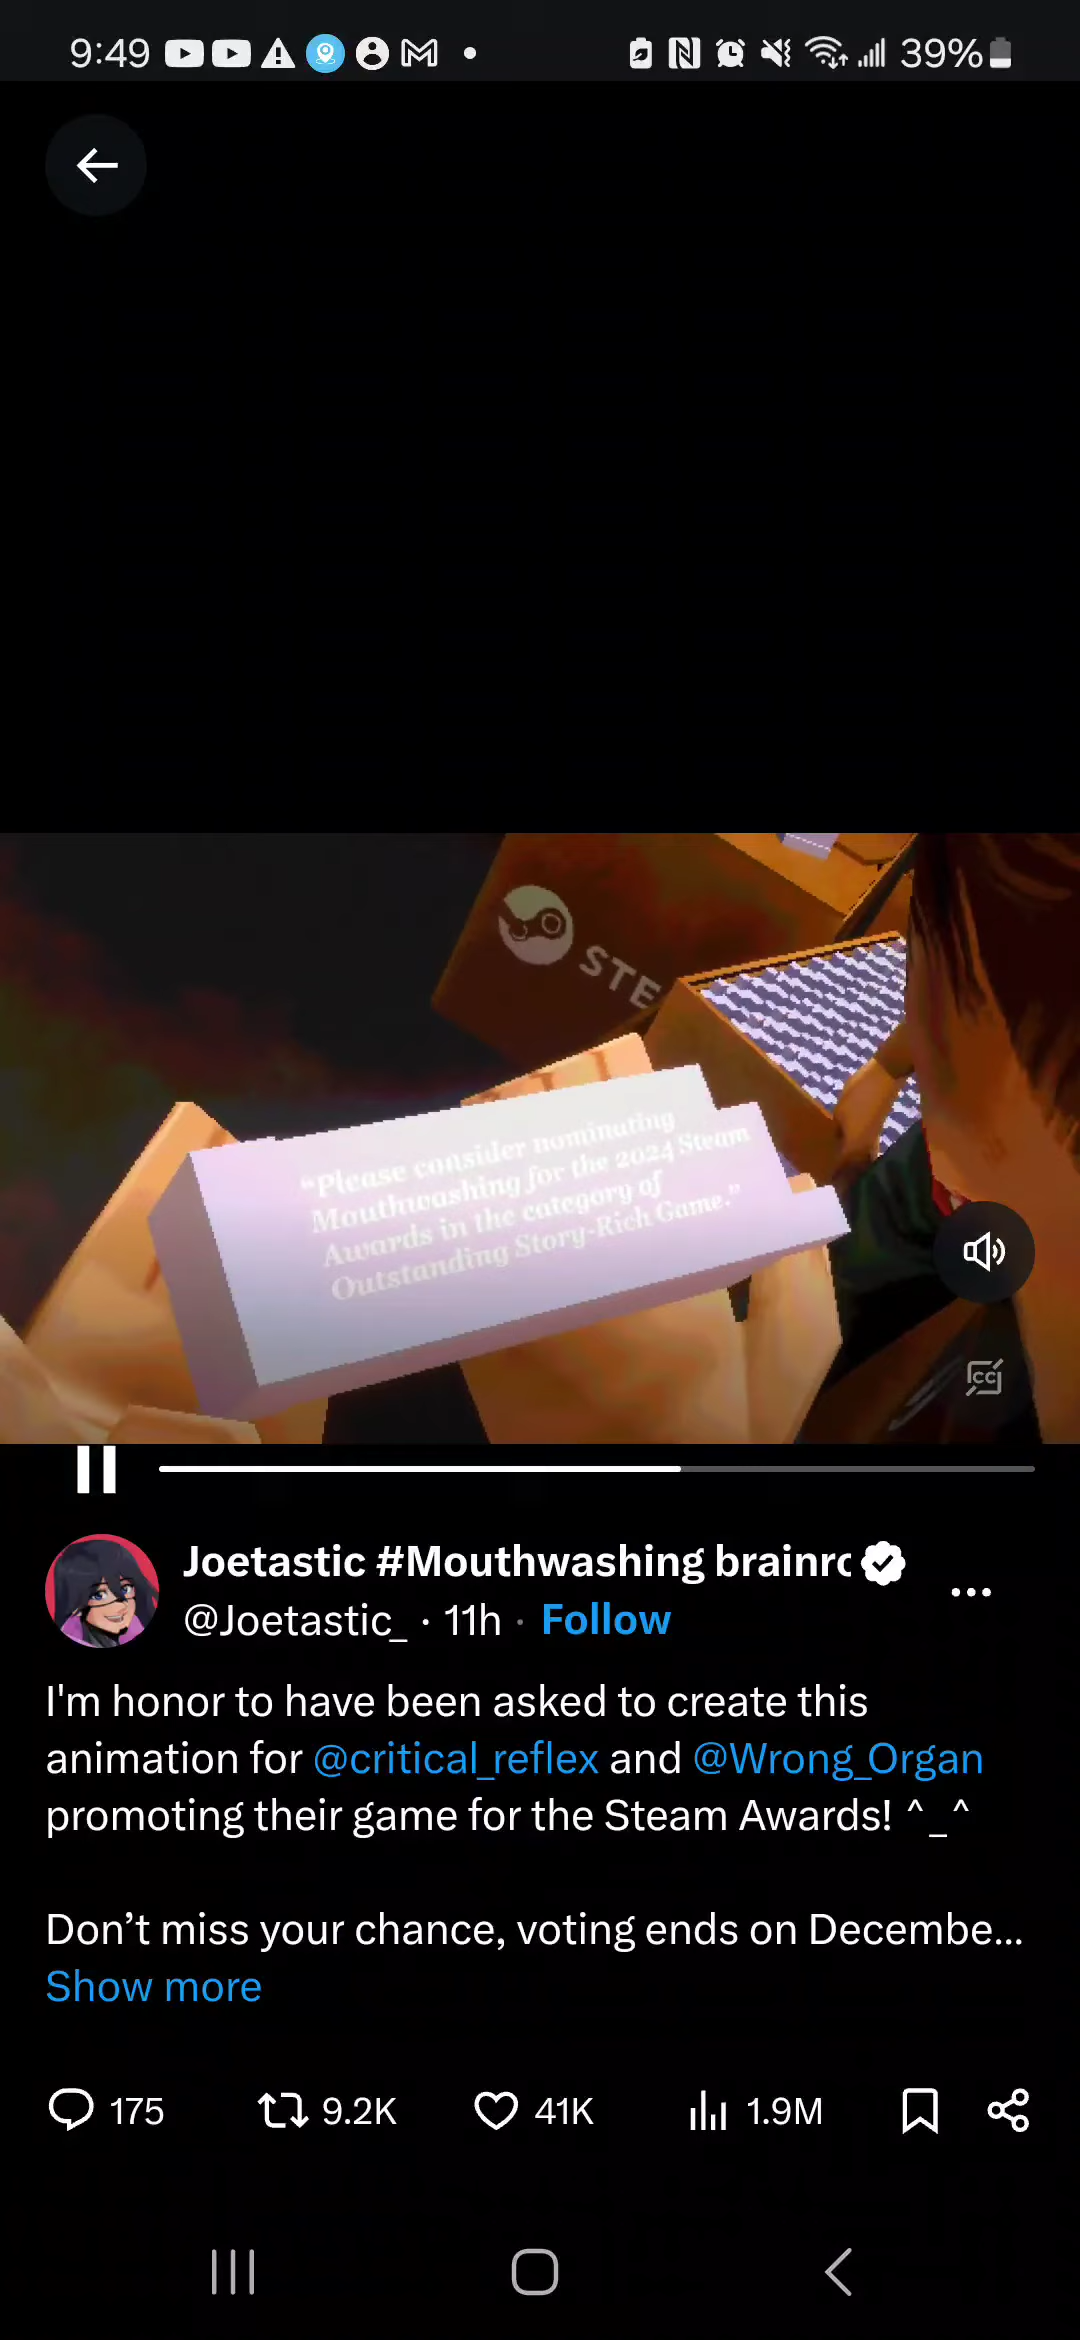 9:49
39%
STE
"Please consider nominating
Mouthwashing for the 2024 Steam
Awards in the category of
Outstanding Story-Rich Game."
CC
Joetastic #Mouthwashing brainrc
@Joetastic_ · 11h · Follow
I'm honor to have been asked to create this
animation for @critical_reflex and @Wrong_Organ
promoting their game for the Steam Awards! ^_^
Don’t miss your chance, voting ends on Decembe...
Show more
175
9.2K
41K
1.9M